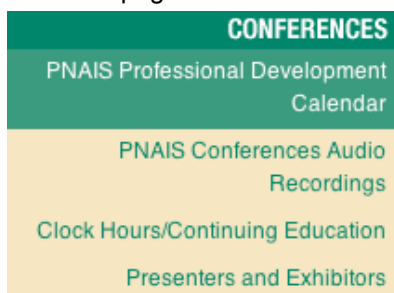 CONFERENCES
PNAIS Professional Development
Calendar
PNAIS Conferences Audio
Recordings
Clock Hours/Continuing Education
Presenters and Exhibitors